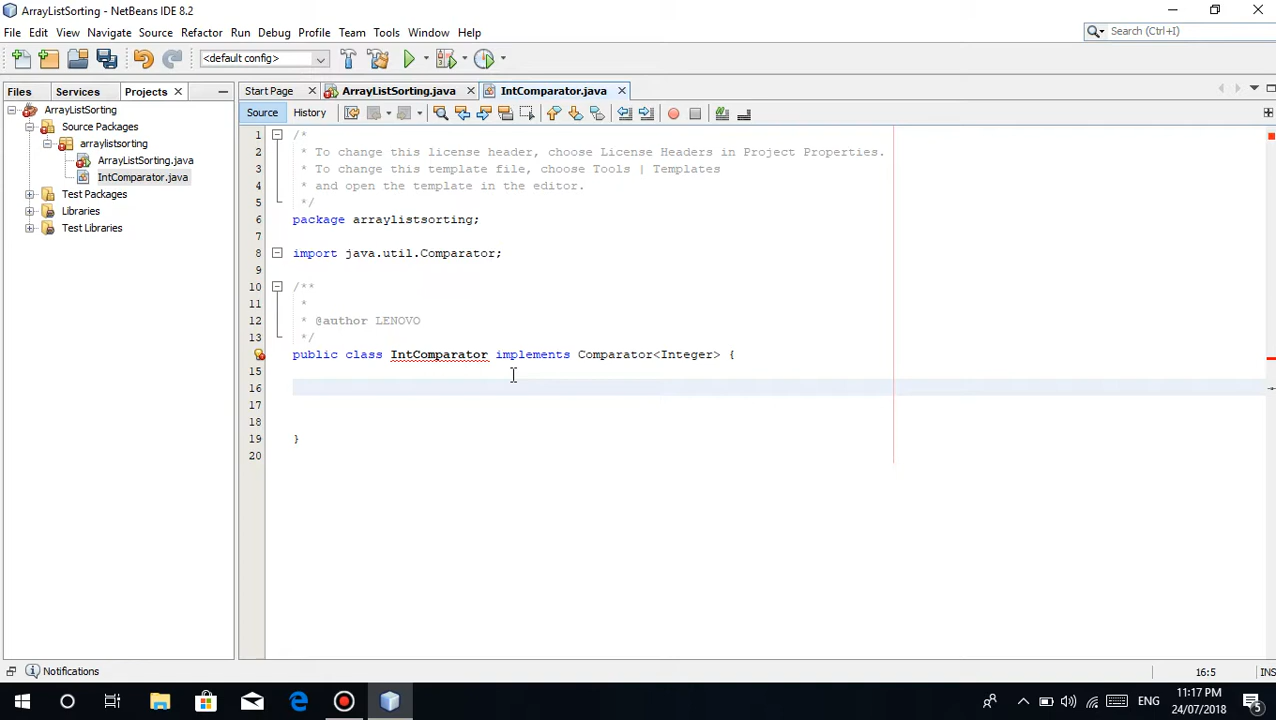 ArrayListSorting - NetBeans IDE 8.2
File Edit View Navigate Source Refactor Run Debug Profile Team Tools Window Help
Search (Ctrl+I)
<default config>
Files Services Projects
Start Page ArrayListSorting.java IntComparator.java
Source History
ArrayListSorting
Source Packages
arraylistsorting
ArrayListSorting.java
IntComparator.java
Test Packages
Libraries
Test Libraries
1 /*
2 * To change this license header, choose License Headers in Project Properties.
3 * To change this template file, choose Tools | Templates
4 * and open the template in the editor.
5 */
6 package arraylistsorting;
7
8 import java.util.Comparator;
9
10 /**
11 *
12 * @author LENOVO
13 */
public class IntComparator implements Comparator<Integer> {
15
16
17
18
19 }
20
Notifications
16:5 INS
ENG
11:17 PM
24/07/2018
5